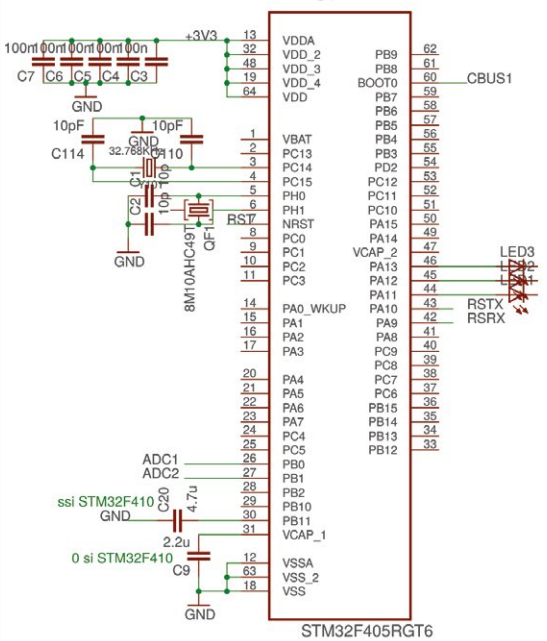 +3V3
100n 100n 100n 100n
C7 C6 C5 C4 C3
GND
10pF
10pF
GND
32.768KHz
C114
C110
C1
10p
C2
10p
GND
8M10AHC49T
QF1
RST
ADC1
ADC2
ssi STM32F410
GND
C20
4.7u
2.2u
0 si STM32F410
C9
GND
13 VDDA
32 VDD_2
48 VDD_3
19 VDD_4
64 VDD
1 VBAT
2 PC13
3 PC14
4 PC15
5 PH0
6 PH1
7 NRST
8 PC0
9 PC1
10 PC2
11 PC3
14 PA0_WKUP
15 PA1
16 PA2
17 PA3
20 PA4
21 PA5
22 PA6
23 PA7
24 PC4
25 PC5
26 PB0
27 PB1
28 PB2
29 PB10
30 PB11
31 VCAP_1
12 VSSA
63 VSS_2
18 VSS
PB9 62
PB8 61
BOOT0 60 CBUS1
PB7 59
PB6 58
PB5 57
PB4 56
PB3 55
PD2 54
PC12 53
PC11 52
PC10 51
PA15 50
PA14 49
VCAP_2 47
PA13 46
PA12 45
PA11 44
PA10 43 RSTX
PA9 42 RSRX
PA8 41
PC9 40
PC8 39
PC7 38
PC6 37
PB15 36
PB14 35
PB13 34
PB12 33
LED3
STM32F405RGT6